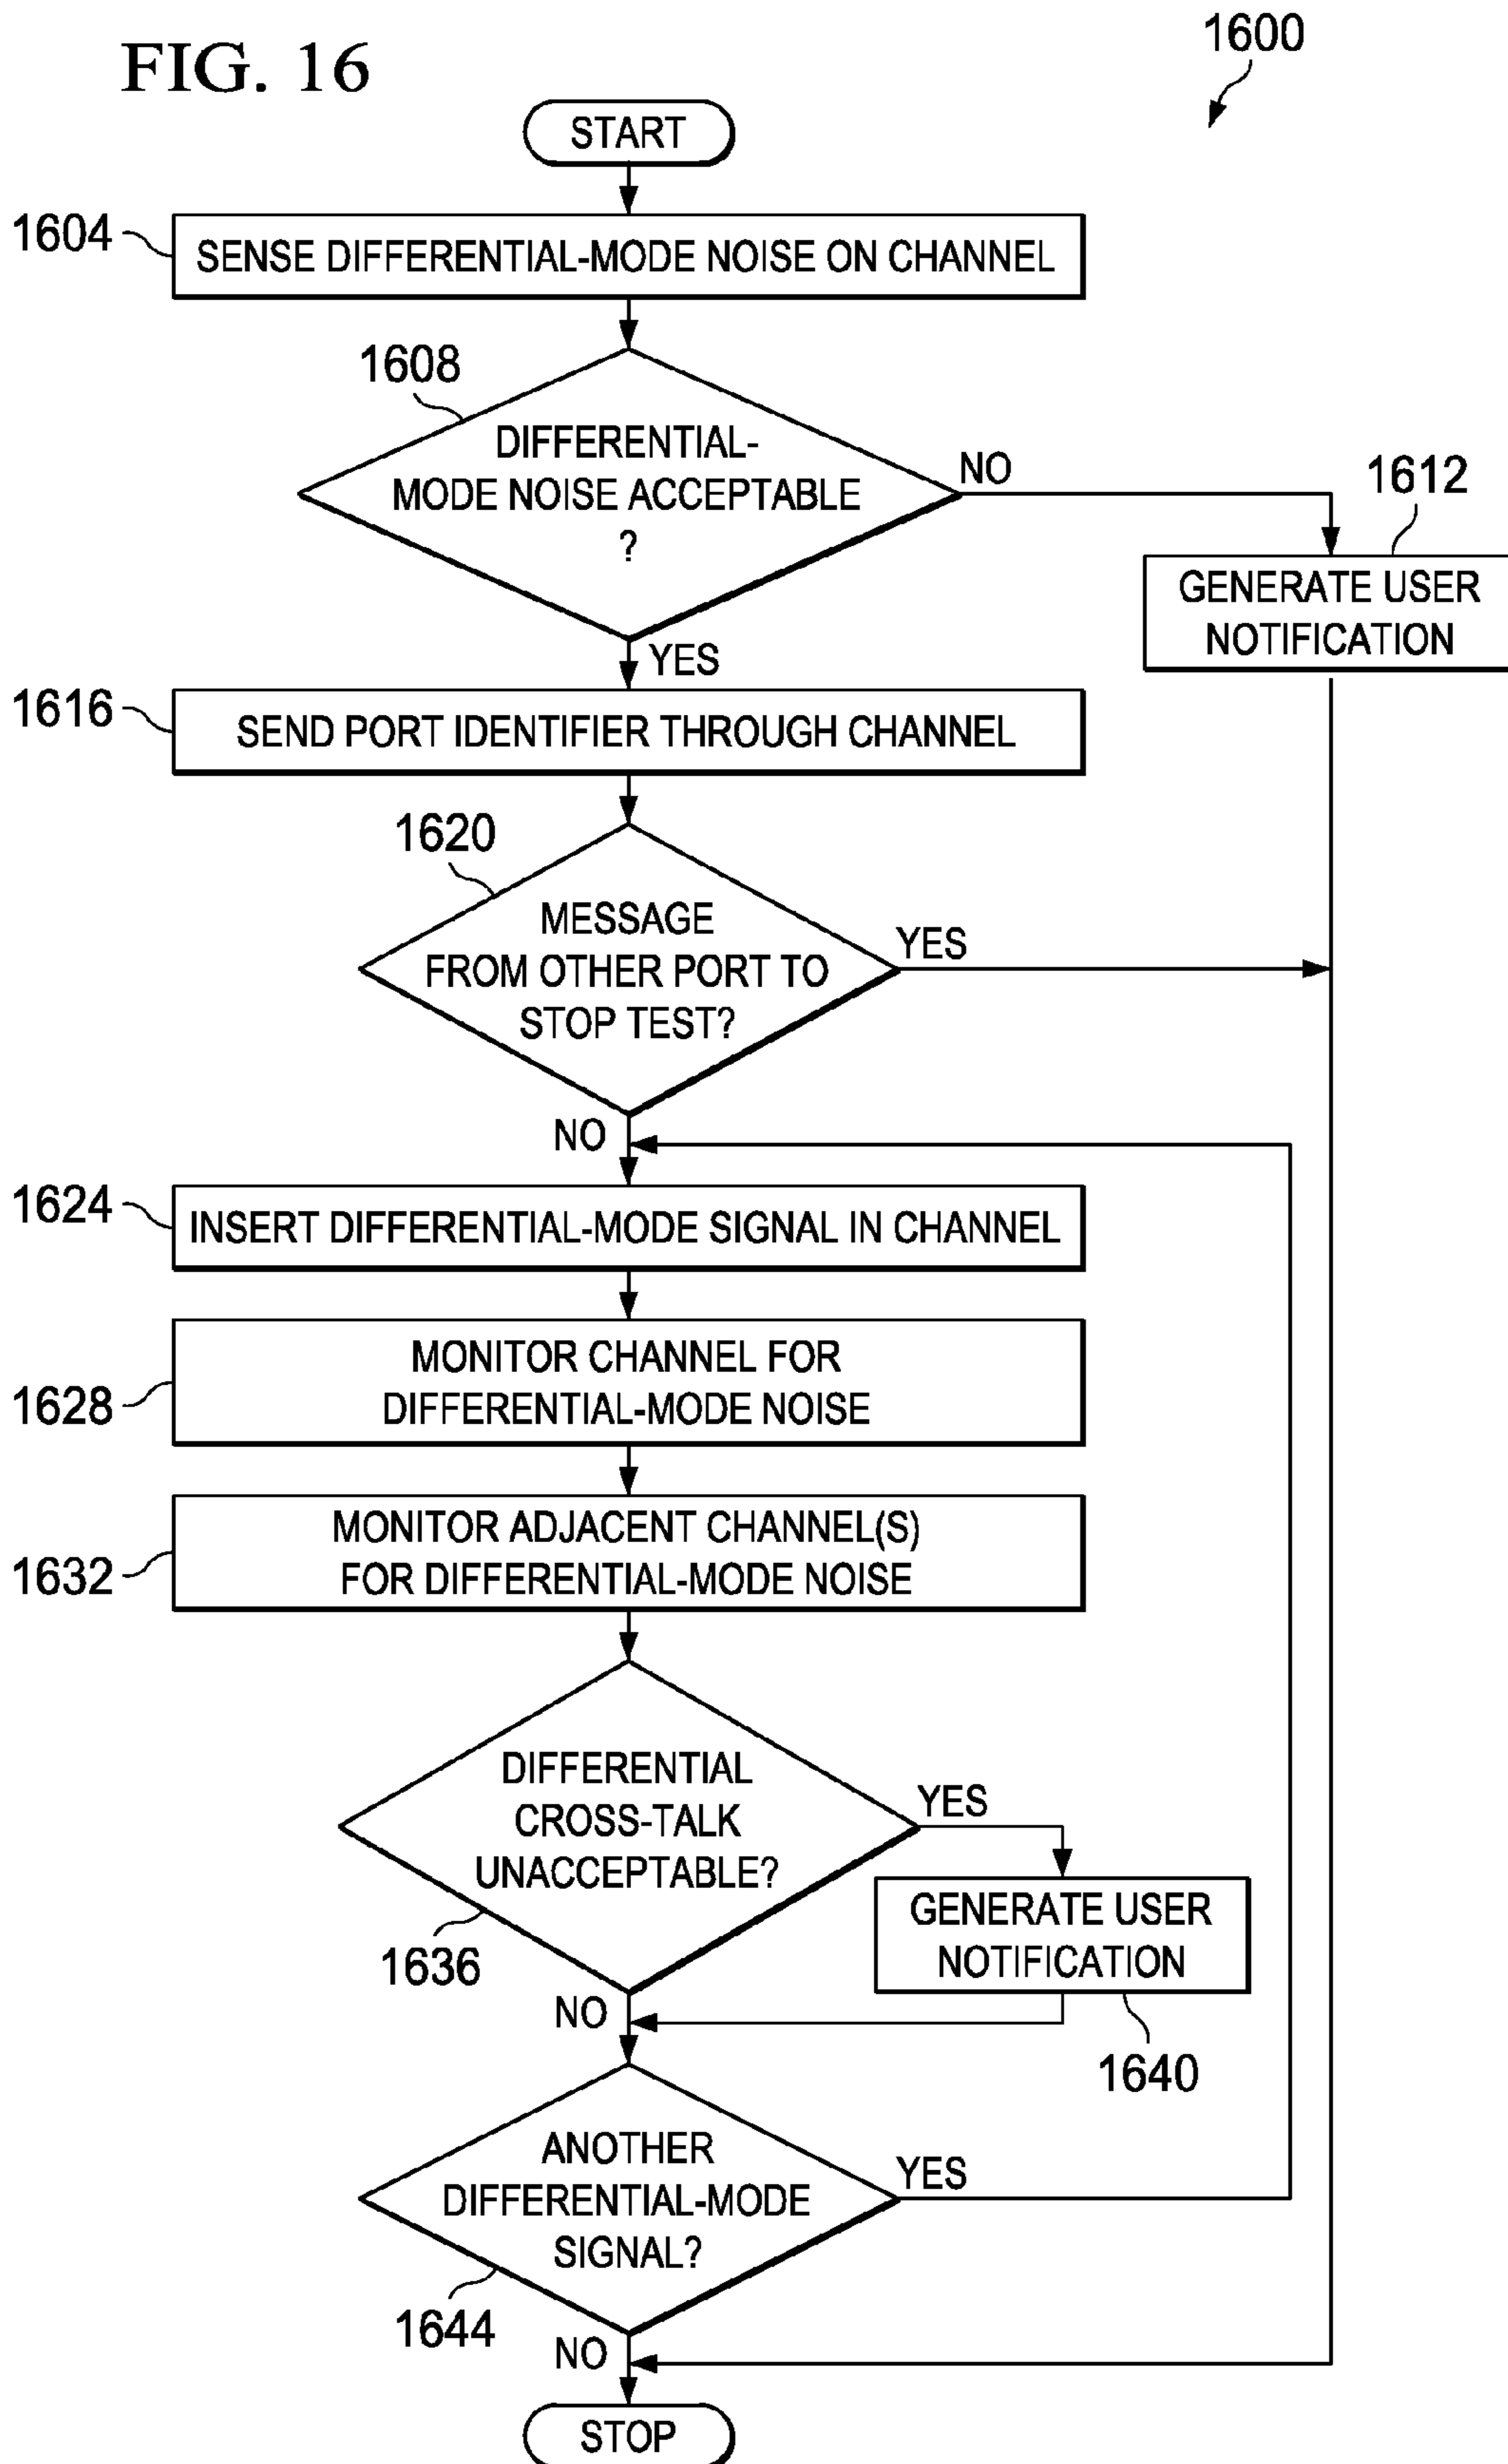 FIG. 16
1600
START
1604
SENSE DIFFERENTIAL-MODE NOISE ON CHANNEL
1608
DIFFERENTIAL-
MODE NOISE ACCEPTABLE
?
NO
1612
GENERATE USER
NOTIFICATION
YES
1616
SEND PORT IDENTIFIER THROUGH CHANNEL
1620
MESSAGE
FROM OTHER PORT TO
STOP TEST?
YES
NO
1624
INSERT DIFFERENTIAL-MODE SIGNAL IN CHANNEL
1628
MONITOR CHANNEL FOR
DIFFERENTIAL-MODE NOISE
1632
MONITOR ADJACENT CHANNEL(S)
FOR DIFFERENTIAL-MODE NOISE
DIFFERENTIAL
CROSS-TALK
UNACCEPTABLE?
YES
1636
GENERATE USER
NOTIFICATION
1640
NO
ANOTHER
DIFFERENTIAL-MODE
SIGNAL?
YES
1644
NO
STOP